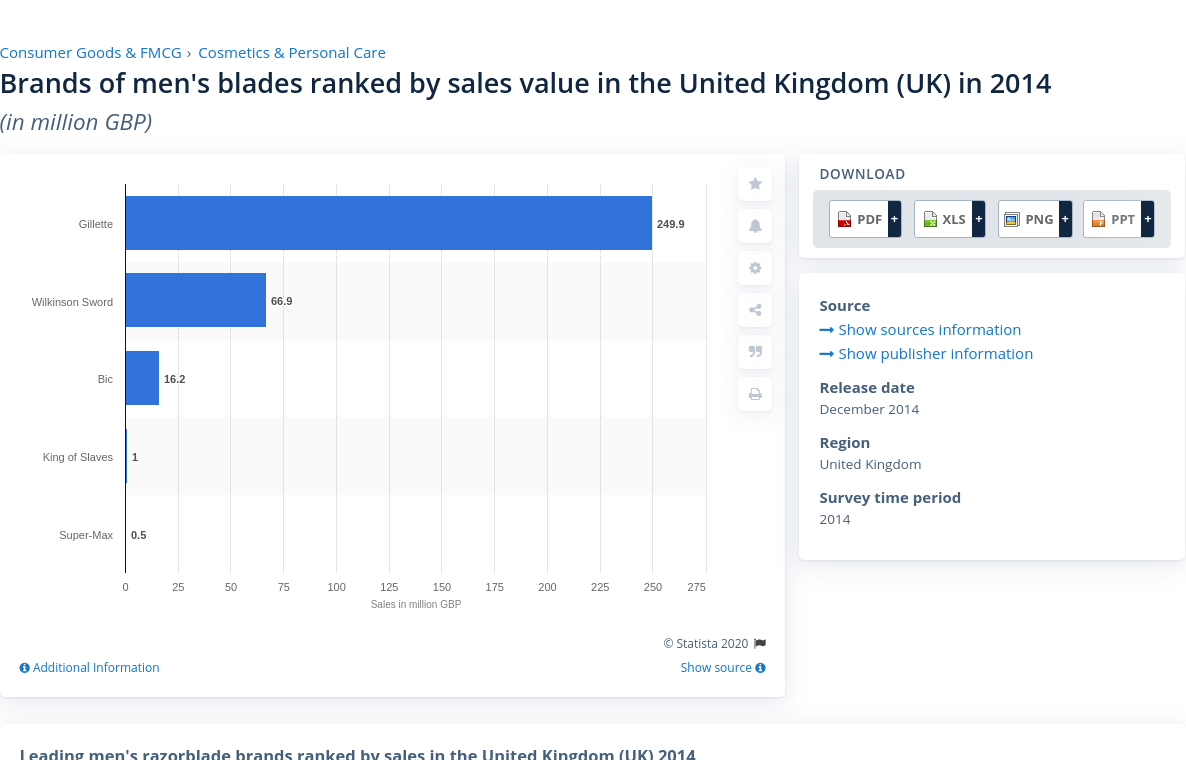 Consumer Goods & FMCG › Cosmetics & Personal Care
Brands of men's blades ranked by sales value in the United Kingdom (UK) in 2014
(in million GBP)
Gillette 249.9
Wilkinson Sword 66.9
Bic 16.2
King of Slaves 1
Super-Max 0.5
0 25 50 75 100 125 150 175 200 225 250 275
Sales in million GBP
© Statista 2020
Additional Information
Show source
DOWNLOAD
PDF + XLS + PNG + PPT +
Source
Show sources information
Show publisher information
Release date
December 2014
Region
United Kingdom
Survey time period
2014
Leading men's razorblade brands ranked by sales in the United Kingdom (UK) 2014